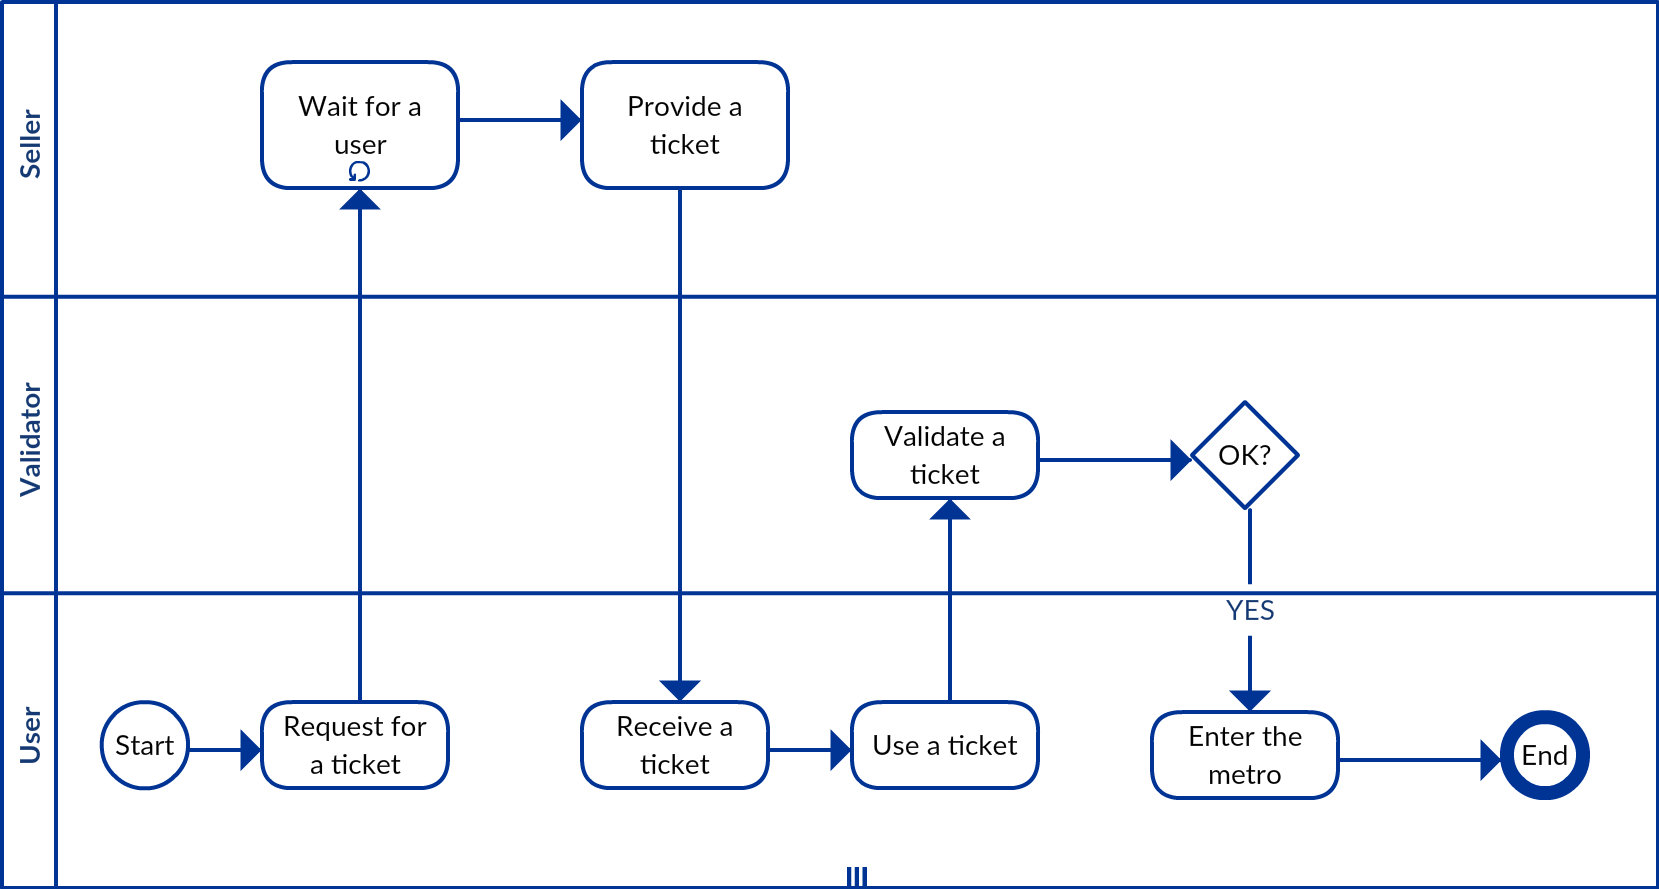 Seller
Wait for a
user
Provide a
ticket
Validator
Validate a
ticket
OK?
YES
User
Start
Request for
a ticket
Receive a
ticket
Use a ticket
Enter the
metro
End